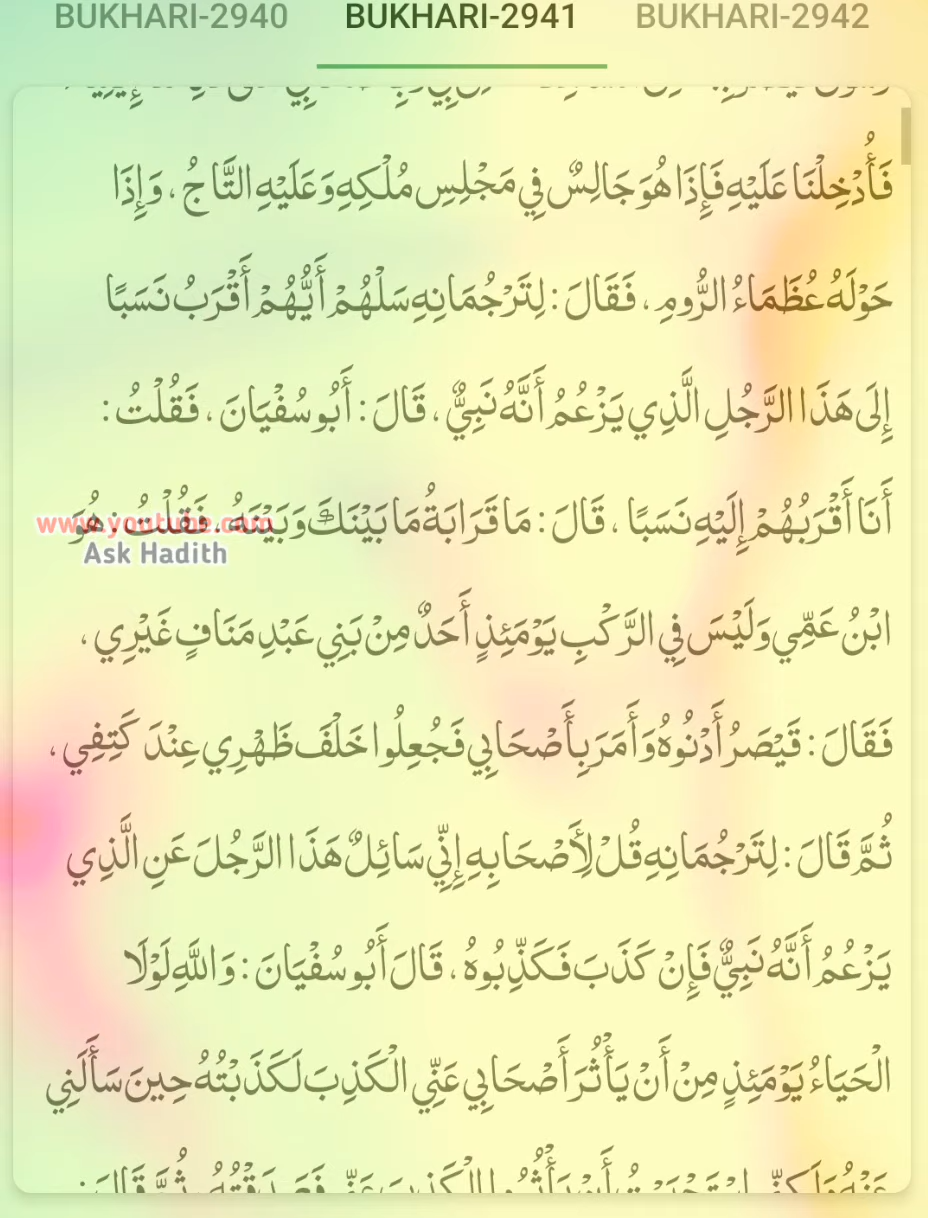 BUKHARI-2940 BUKHARI-2941 BUKHARI-2942
فَأُدْخِلْنَا عَلَيْهِ فَإِذَا هُوَ جَالِسٌ فِي مَجْلِسِ مُلْكِهِ وَعَلَيْهِ التَّاجُ ، وَإِذَا
حَوْلَهُ عُظَمَاءُ الرُّومِ ، فَقَالَ : لِتَرْجُمَانِهِ سَلْهُمْ أَيُّهُمْ أَقْرَبُ نَسَبًا
إِلَى هَذَا الرَّجُلِ الَّذِي يَزْعُمُ أَنَّهُ نَبِيٌّ ، قَالَ : أَبُو سُفْيَانَ ، فَقُلْتُ :
أَنَا أَقْرَبُهُمْ إِلَيْهِ نَسَبًا ، قَالَ : مَا قَرَابَةُ مَا بَيْنَكَ وَبَيْنَهُ ، فَقُلْتُ : هُوَ
www.youtube.com
Ask Hadith
ابْنُ عَمِّي وَلَيْسَ فِي الرَّكْبِ يَوْمَئِذٍ أَحَدٌ مِنْ بَنِي عَبْدِ مَنَافٍ غَيْرِي ،
فَقَالَ : قَيْصَرُ أَدْنُوهُ وَأَمَرَ بِأَصْحَابِي فَجُعِلُوا خَلْفَ ظَهْرِي عِنْدَ كَتِفِي ،
ثُمَّ قَالَ : لِتَرْجُمَانِهِ قُلْ لِأَصْحَابِهِ إِنِّي سَائِلٌ هَذَا الرَّجُلَ عَنِ الَّذِي
يَزْعُمُ أَنَّهُ نَبِيٌّ فَإِنْ كَذَبَ فَكَذِّبُوهُ ، قَالَ أَبُو سُفْيَانَ : وَاللَّهِ لَوْلَا
الْحَيَاءُ يَوْمَئِذٍ مِنْ أَنْ يَأْثُرَ أَصْحَابِي عَنِّي الْكَذِبَ لَكَذَبْتُهُ حِينَ سَأَلَنِي